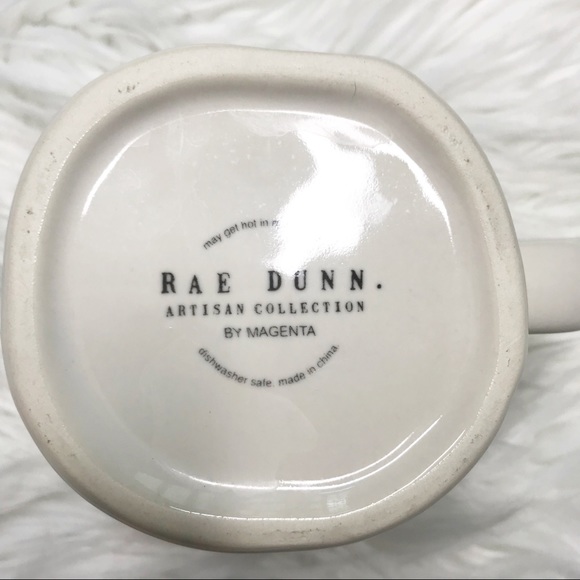 may get hot in
RAE DUNN.
ARTISAN COLLECTION
BY MAGENTA
dishwasher safe. made in china.